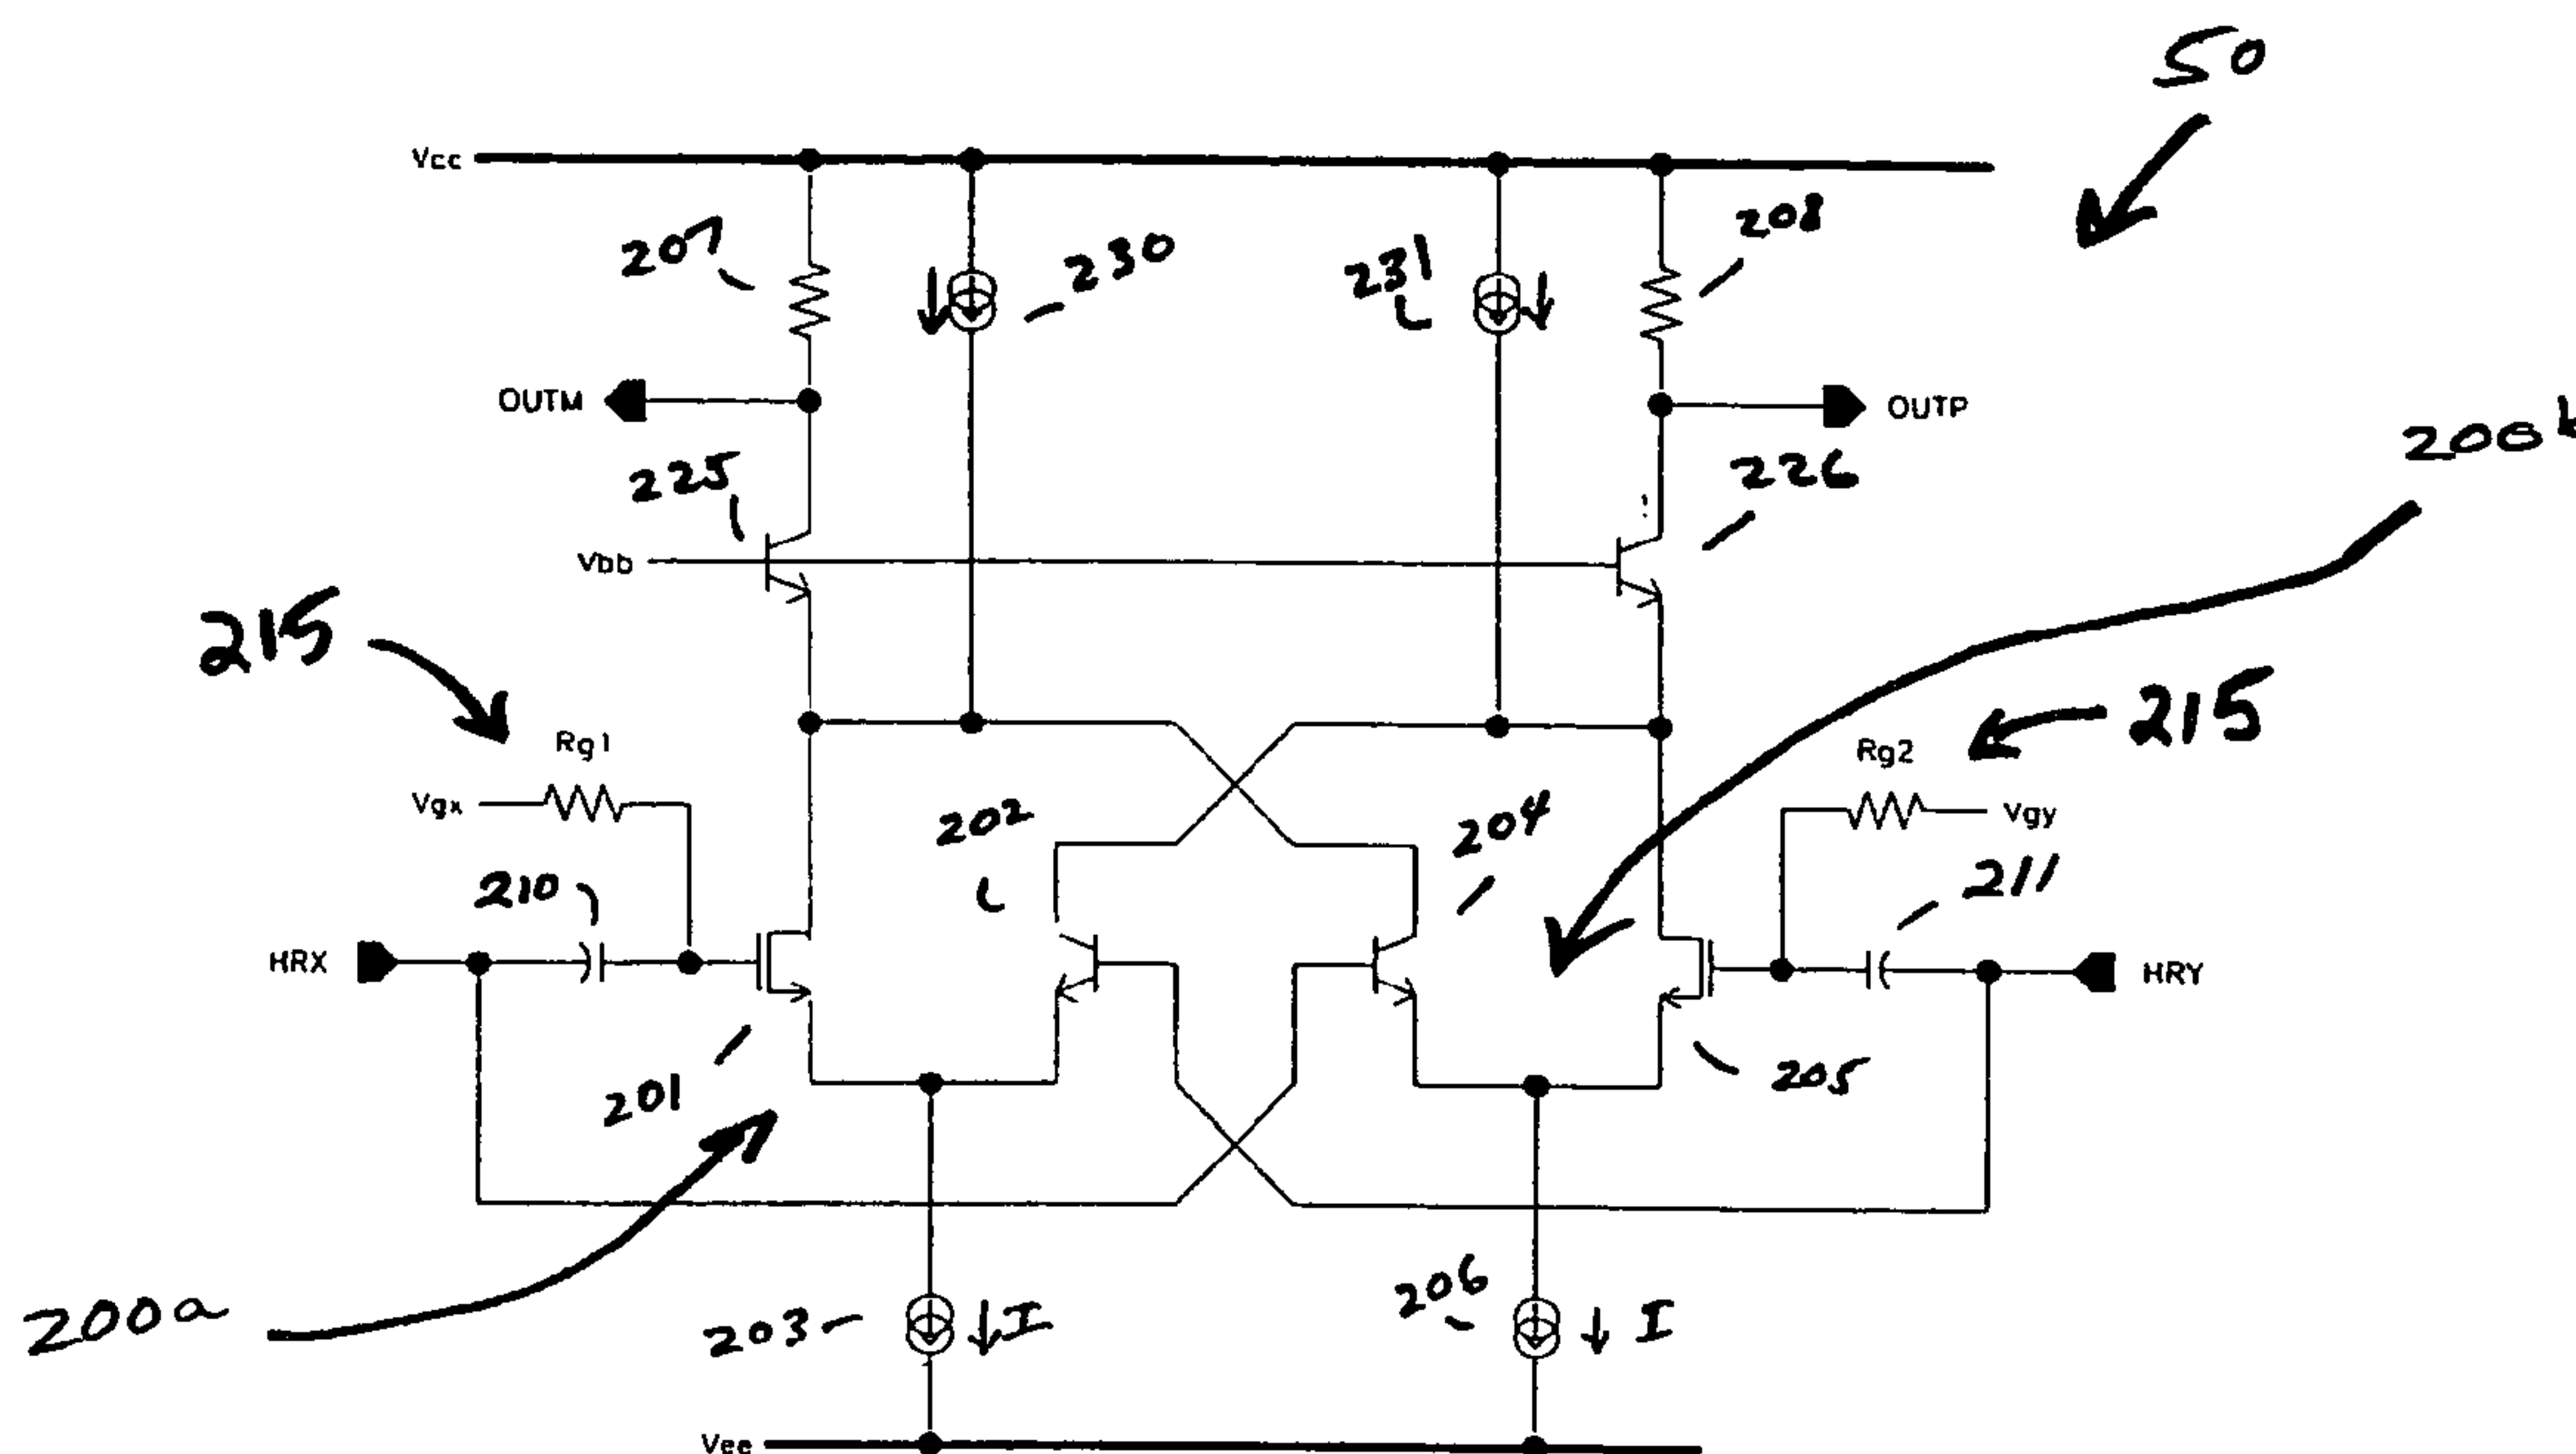 50
Vcc
207
230
231
208
OUTM
OUTP
200b
225
226
Vbb
215
215
Rg1
Rg2
Vgx
Vgy
202
204
210
211
HRX
HRY
201
205
200a
203
I
206
I
Vee